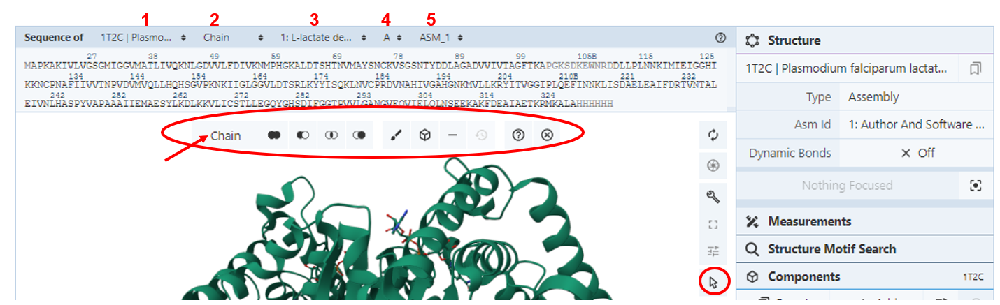 1 2 3 4 5
Sequence of 1T2C | Plasmo... Chain 1: L-lactate de... A ASM_1
27 38 49 59 69 78 89 99 105B 115 125
MAPKAKIVLVGSGMIGGVMATLIVQKNLGDVVLFDIVKNMPHGKALDTSHTNVMAYSNCKVSGSNTYDDLAGADVVIVTAGFTKAPGKSDKEWNRDDLLPLNNKIMIEIGGHI
134 144 154 164 174 184 194 204 210B 221 232
KKNCPNAFIIVVTNPVDVMVQLLHQHSGVPKNKIIGLGGVLDTSRLKYYISQKLNVCPRDVNAHIVGAHGNKMVLLKRYITVGGIPLQEFINNKLISDAELEAIFDRTVNTAL
242 252 262 272 282 293 304 314 324
EIVNLHASPYVAPAAAIIEMAESYLKDLKKVLICSTLLEGQYGHSDIFGGTPVVLGANGVEQVIELQLNSEEKAKFDEAIAETKRMKALAHHHHHH
Chain
Structure
1T2C | Plasmodium falciparum lactat...
Type Assembly
Asm Id 1: Author And Software ...
Dynamic Bonds Off
Nothing Focused
Measurements
Structure Motif Search
Components 1T2C